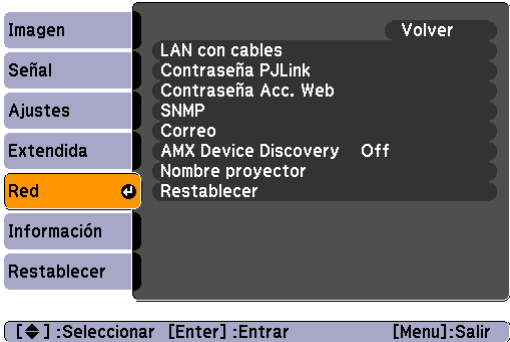 Imagen
Señal
Ajustes
Extendida
Red
Información
Restablecer
Volver
LAN con cables
Contraseña PJLink
Contraseña Acc. Web
SNMP
Correo
AMX Device Discovery Off
Nombre proyector
Restablecer
[◆] :Seleccionar [Enter] :Entrar [Menu]:Salir